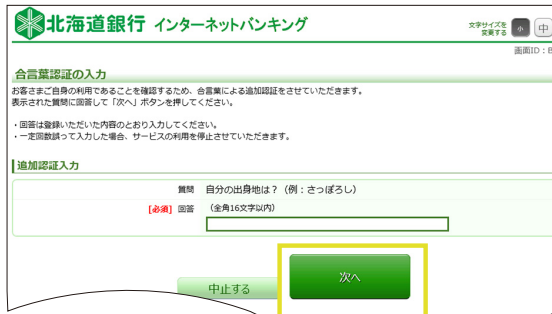 北海道銀行 インターネットバンキング
文字サイズを
変更する 小 中
画面ID：B
合言葉認証の入力
お客さまご自身の利用であることを確認するため、合言葉による追加認証をさせていただきます。
表示された質問に回答して「次へ」ボタンを押してください。
・回答は登録いただいた内容のとおり入力してください。
・一定回数誤って入力した場合、サービスの利用を停止させていただきます。
追加認証入力
質問 自分の出身地は？（例：さっぽろし）
[必須] 回答 （全角16文字以内）
中止する 次へ